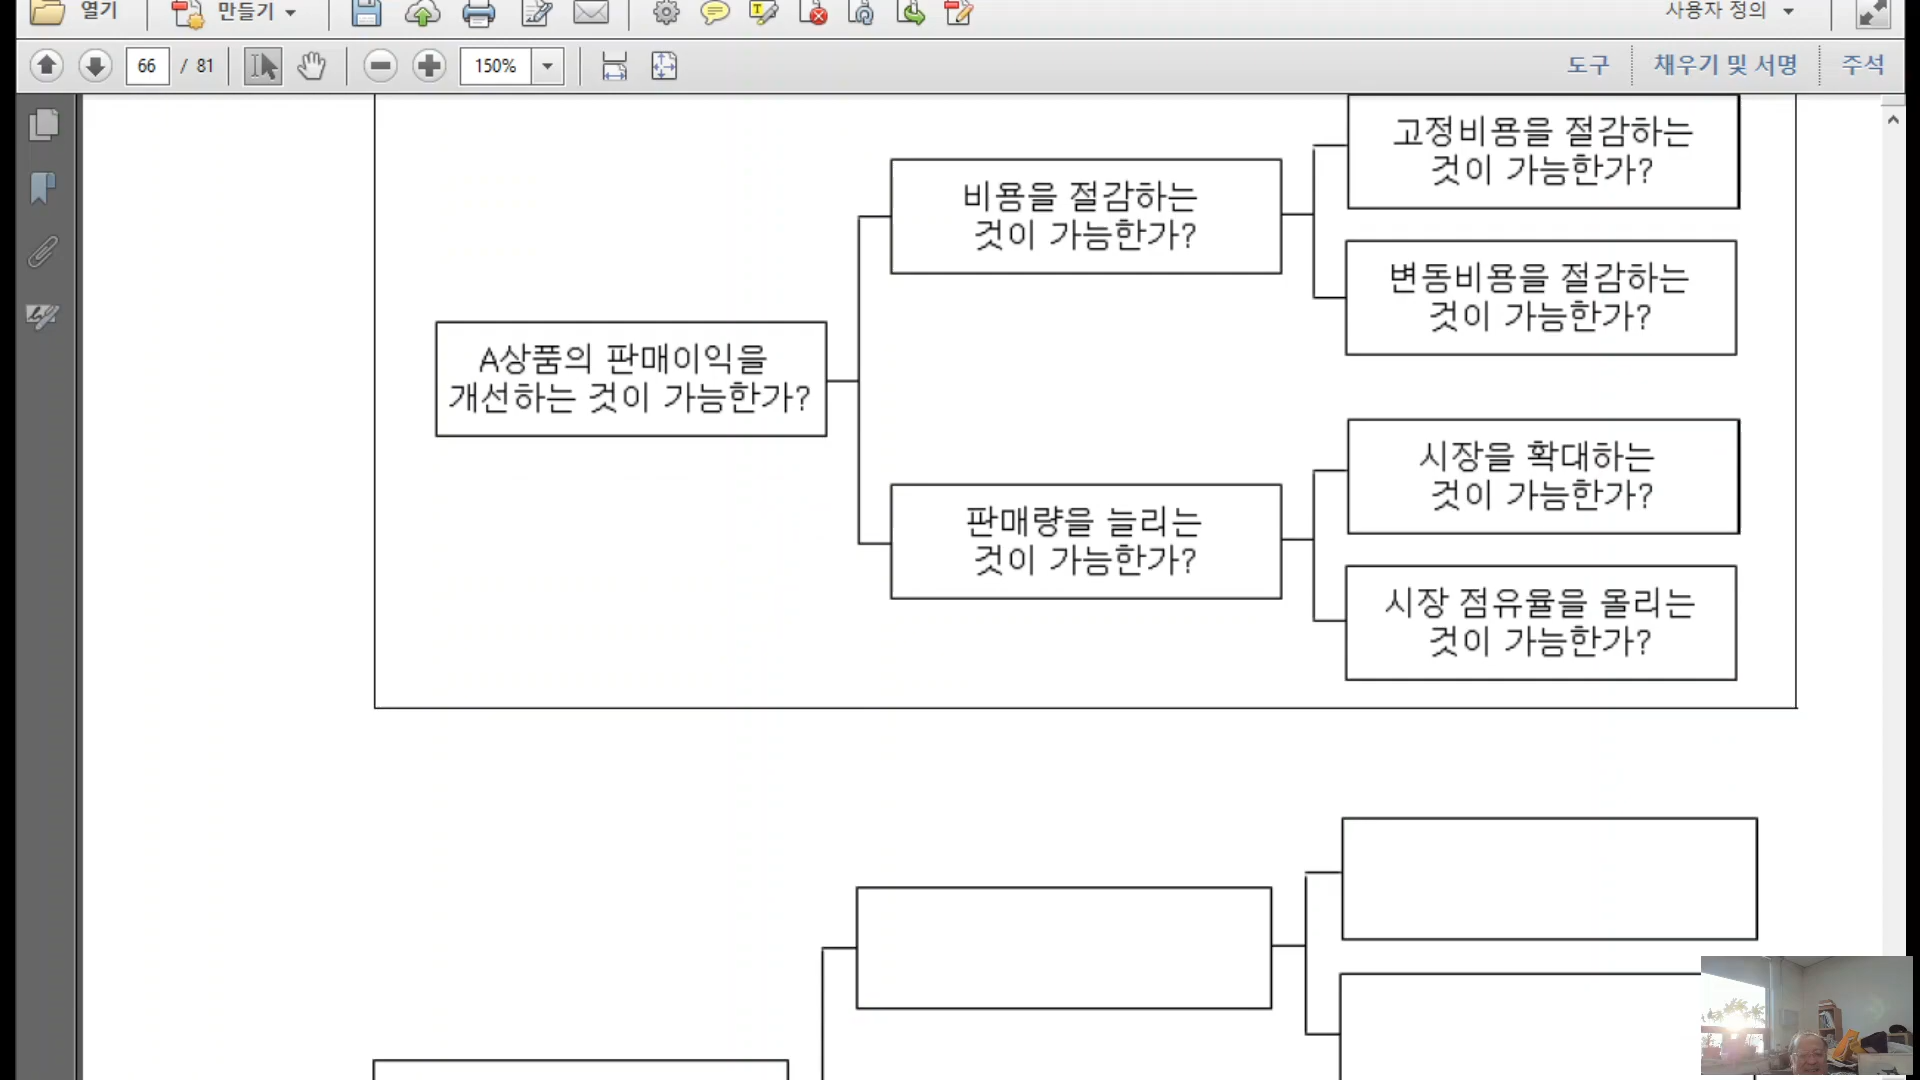 열기
만들기
사용자 정의
66 / 81
150%
도구
채우기 및 서명
주석
고정비용을 절감하는
것이 가능한가?
비용을 절감하는
것이 가능한가?
변동비용을 절감하는
것이 가능한가?
A상품의 판매이익을
개선하는 것이 가능한가?
시장을 확대하는
것이 가능한가?
판매량을 늘리는
것이 가능한가?
시장 점유율을 올리는
것이 가능한가?